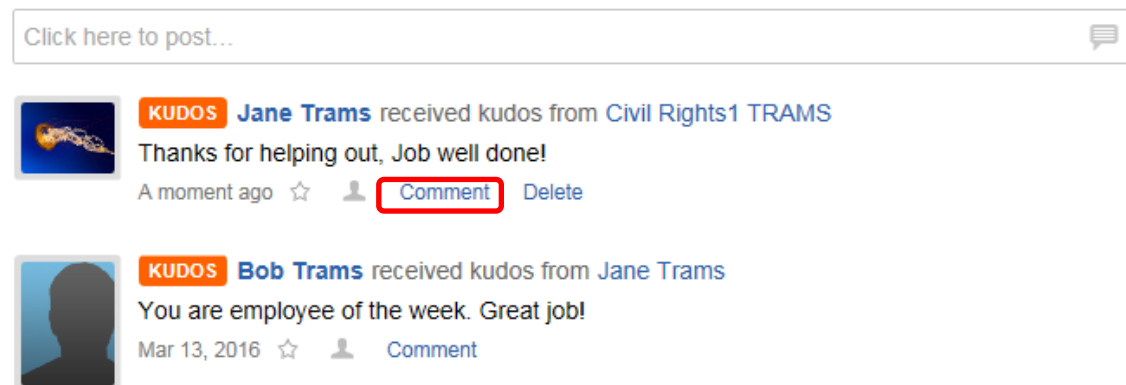 Click here to post...
KUDOS Jane Trams received kudos from Civil Rights1 TRAMS
Thanks for helping out, Job well done!
A moment ago Comment Delete
KUDOS Bob Trams received kudos from Jane Trams
You are employee of the week. Great job!
Mar 13, 2016 Comment